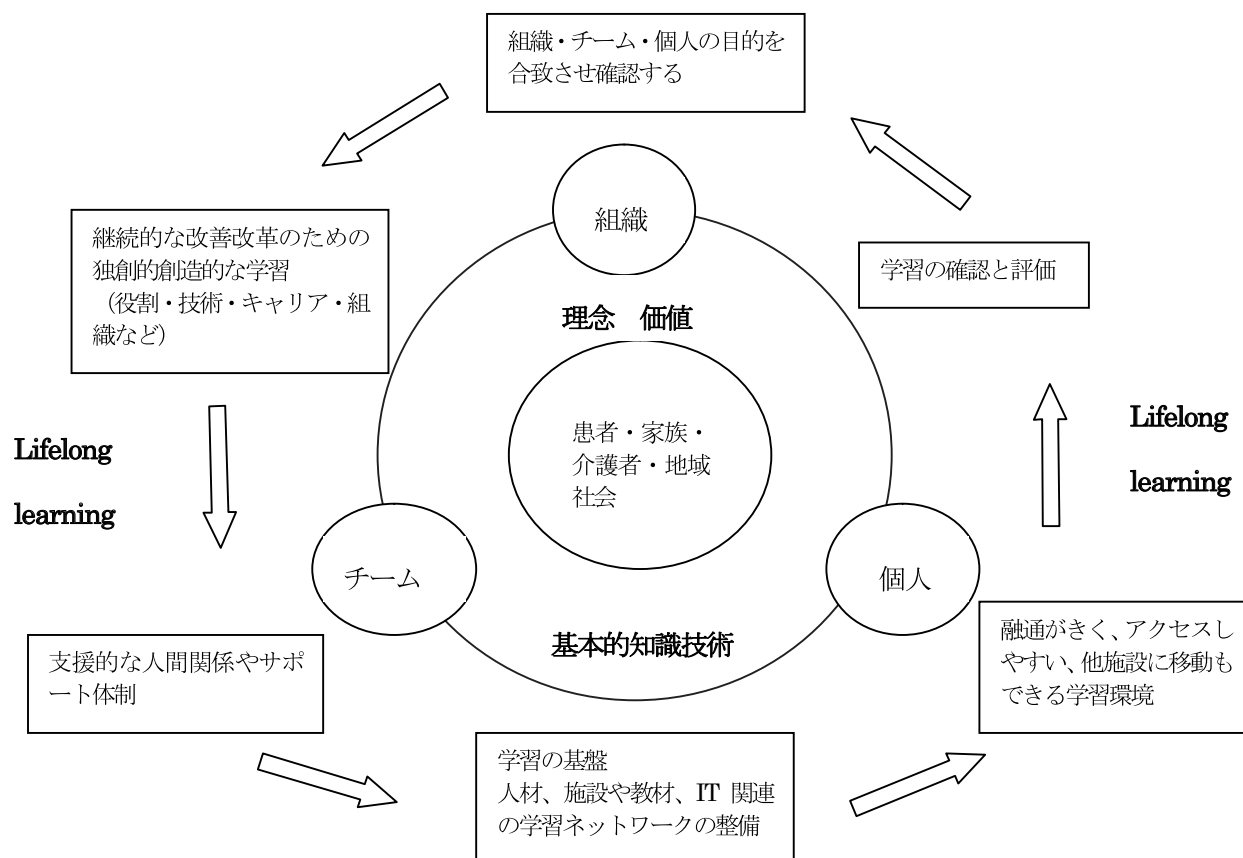 組織・チーム・個人の目的を
合致させ確認する
継続的な改善改革のための
独創的創造的な学習
（役割・技術・キャリア・組
織など）
組織
学習の確認と評価
理念　価値
患者・家族・
介護者・地域
社会
Lifelong
learning
Lifelong
learning
チーム
個人
基本的知識技術
支援的な人間関係やサポ
ート体制
融通がきく、アクセスし
やすい、他施設に移動も
できる学習環境
学習の基盤
人材、施設や教材、IT 関連
の学習ネットワークの整備